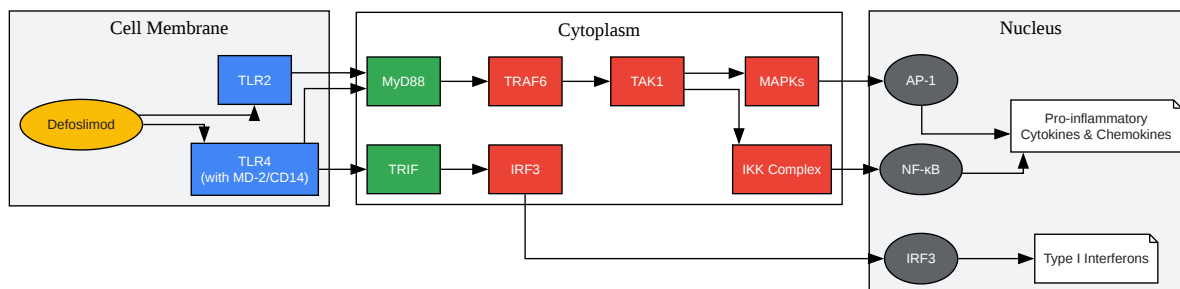 Cell Membrane
Cytoplasm
Nucleus
TLR2
MyD88
TRAF6
TAK1
MAPKs
AP-1
Defoslimod
Pro-inflammatory
Cytokines & Chemokines
TLR4
(with MD-2/CD14)
TRIF
IRF3
IKK Complex
NF-κB
IRF3
Type I Interferons